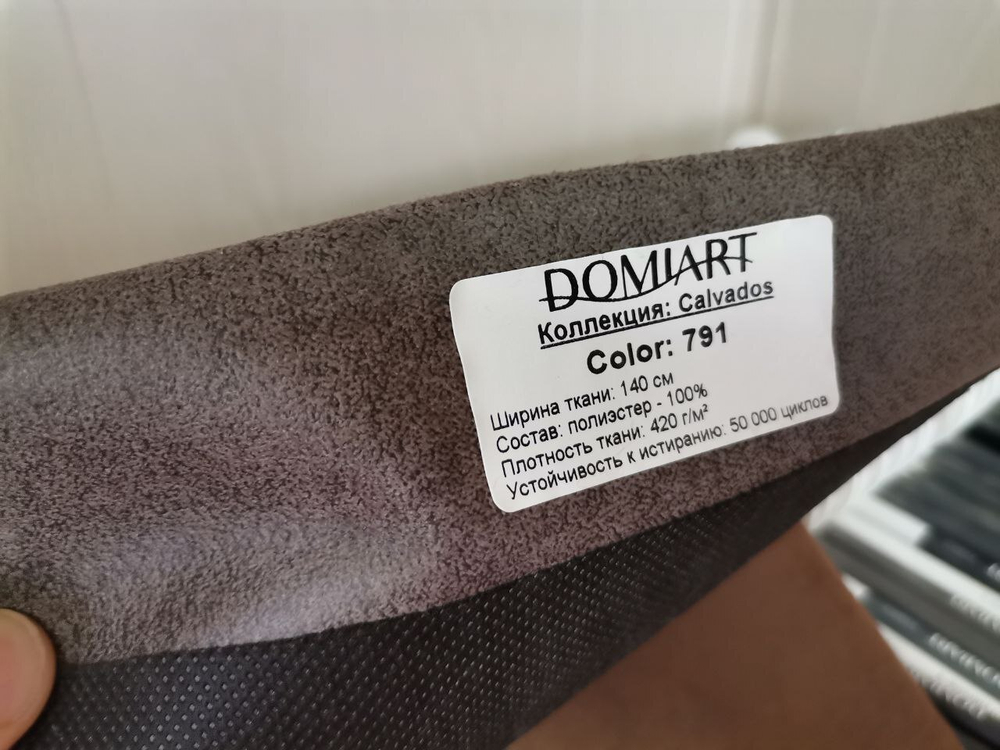 DOMIART
Коллекция: Calvados
Color: 791
Ширина ткани: 140 см
Состав: полиэстер - 100%
Плотность ткани: 420 г/м²
Устойчивость к истиранию: 50 000 циклов